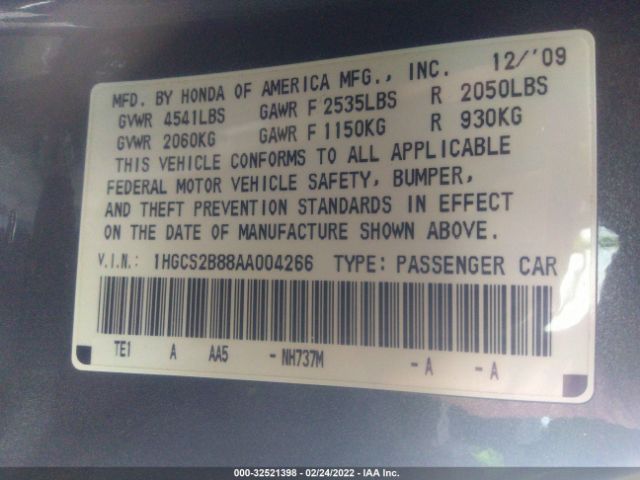 MFD. BY HONDA OF AMERICA MFG., INC. 12/'09
GVWR 4541LBS GAWR F 2535LBS R 2050LBS
GVWR 2060KG GAWR F 1150KG R 930KG
THIS VEHICLE CONFORMS TO ALL APPLICABLE
FEDERAL MOTOR VEHICLE SAFETY, BUMPER,
AND THEFT PREVENTION STANDARDS IN EFFECT
ON THE DATE OF MANUFACTURE SHOWN ABOVE.
V.I.N.: 1HGCS2B88AA004266 TYPE: PASSENGER CAR
TE1 A AA5 - NH737M - A - A
000-32521398 - 02/24/2022 - IAA Inc.